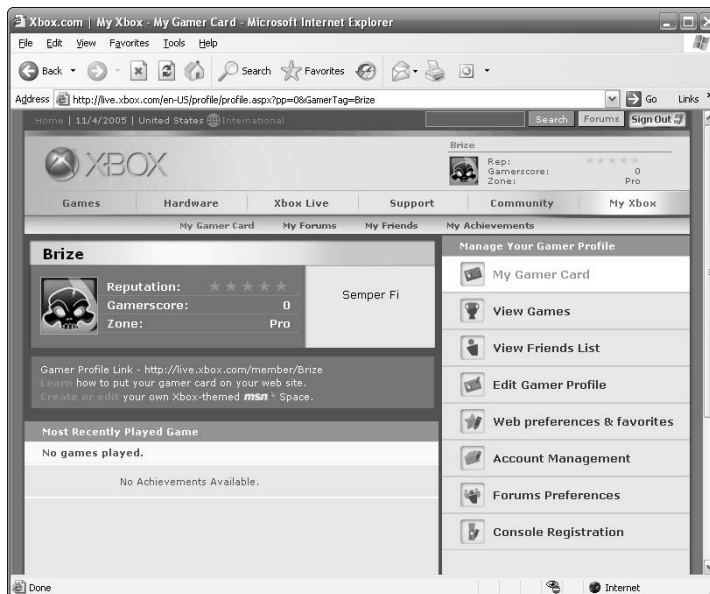 Xbox.com | My Xbox - My Gamer Card - Microsoft Internet Explorer
File Edit View Favorites Tools Help
Back Search Favorites
Address http://live.xbox.com/en-US/profile/profile.aspx?pp=0&GamerTag=Brize Go Links
Home | 11/4/2005 | United States International Search Forums Sign Out
XBOX
Brize
Rep:
Gamerscore: 0
Zone: Pro
Games Hardware Xbox Live Support Community My Xbox
My Gamer Card My Forums My Friends My Achievements
Brize
Reputation:
Gamerscore: 0
Zone: Pro
Semper Fi
Gamer Profile Link - http://live.xbox.com/member/Brize
Learn how to put your gamer card on your web site.
Create or edit your own Xbox-themed msn Space.
Most Recently Played Game
No games played.
No Achievements Available.
Manage Your Gamer Profile
My Gamer Card
View Games
View Friends List
Edit Gamer Profile
Web preferences & favorites
Account Management
Forums Preferences
Console Registration
Done Internet